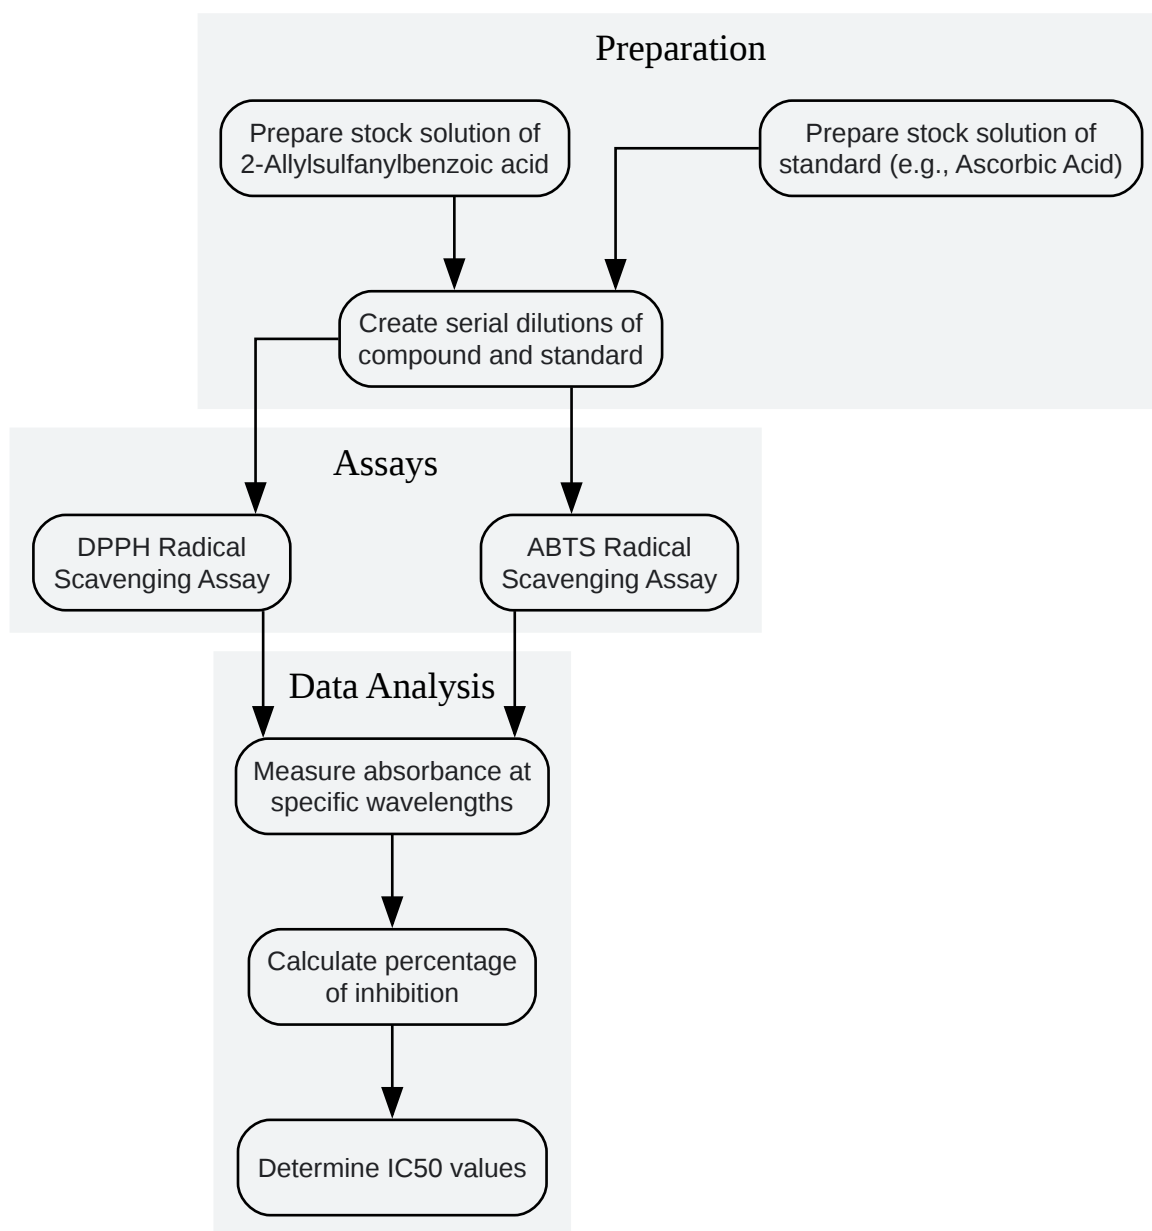 Preparation
Prepare stock solution of
2-Allylsulfanylbenzoic acid
Prepare stock solution of
standard (e.g., Ascorbic Acid)
Create serial dilutions of
compound and standard
Assays
DPPH Radical
Scavenging Assay
ABTS Radical
Scavenging Assay
Data Analysis
Measure absorbance at
specific wavelengths
Calculate percentage
of inhibition
Determine IC50 values